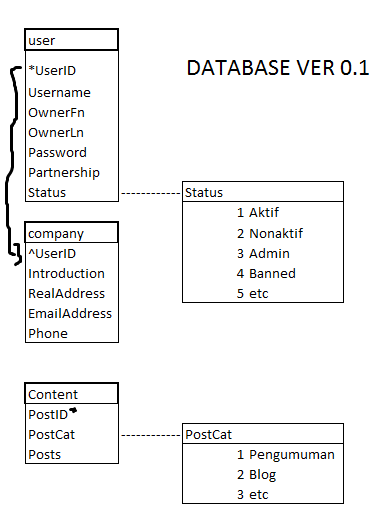 user
DATABASE VER 0.1
*UserID
Username
OwnerFn
OwnerLn
Password
Partnership
Status
Status
1 Aktif
2 Nonaktif
3 Admin
4 Banned
5 etc
company
^UserID
Introduction
RealAddress
EmailAddress
Phone
Content
PostID*
PostCat
Posts
PostCat
1 Pengumuman
2 Blog
3 etc